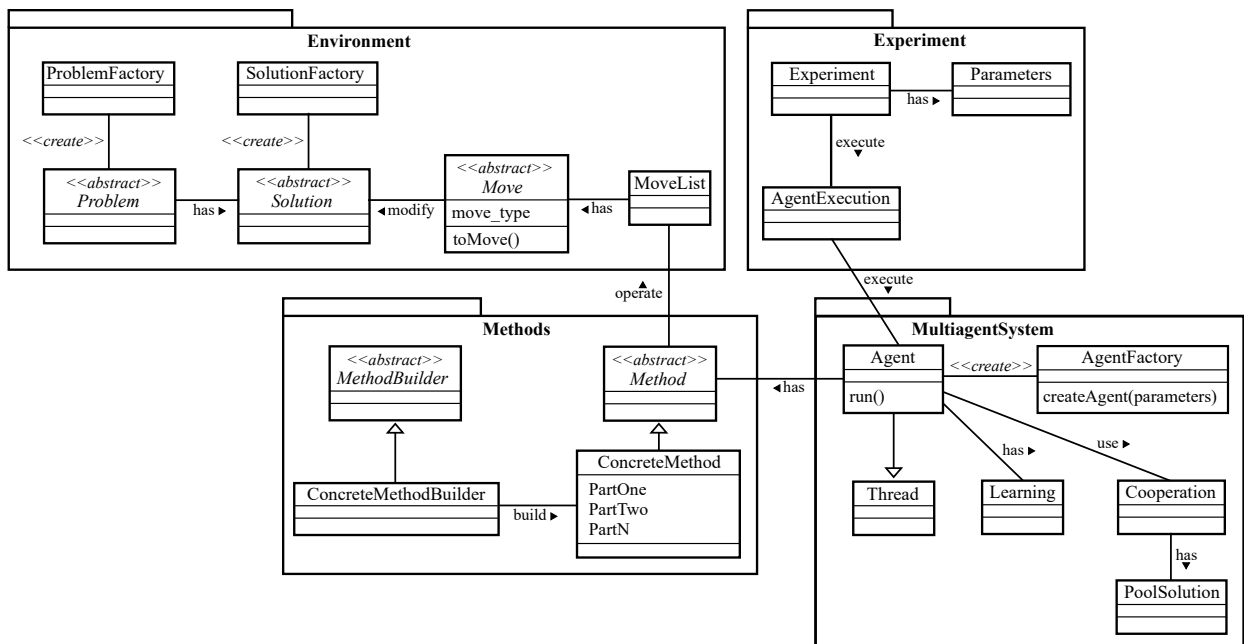 Environment
ProblemFactory
SolutionFactory
<<create>>
<<create>>
<<abstract>>
Problem
has ▶
<<abstract>>
Solution
◀ modify
<<abstract>>
Move
move_type
toMove()
◀ has
MoveList
Experiment
Experiment
has ▶
Parameters
execute
▼
AgentExecution
execute
▼
▲
operate
Methods
<<abstract>>
MethodBuilder
<<abstract>>
Method
◀ has
ConcreteMethodBuilder
build ▶
ConcreteMethod
PartOne
PartTwo
PartN
MultiagentSystem
Agent
run()
<<create>>
AgentFactory
createAgent(parameters)
has ▶
use ▶
Thread
Learning
Cooperation
has
▼
PoolSolution